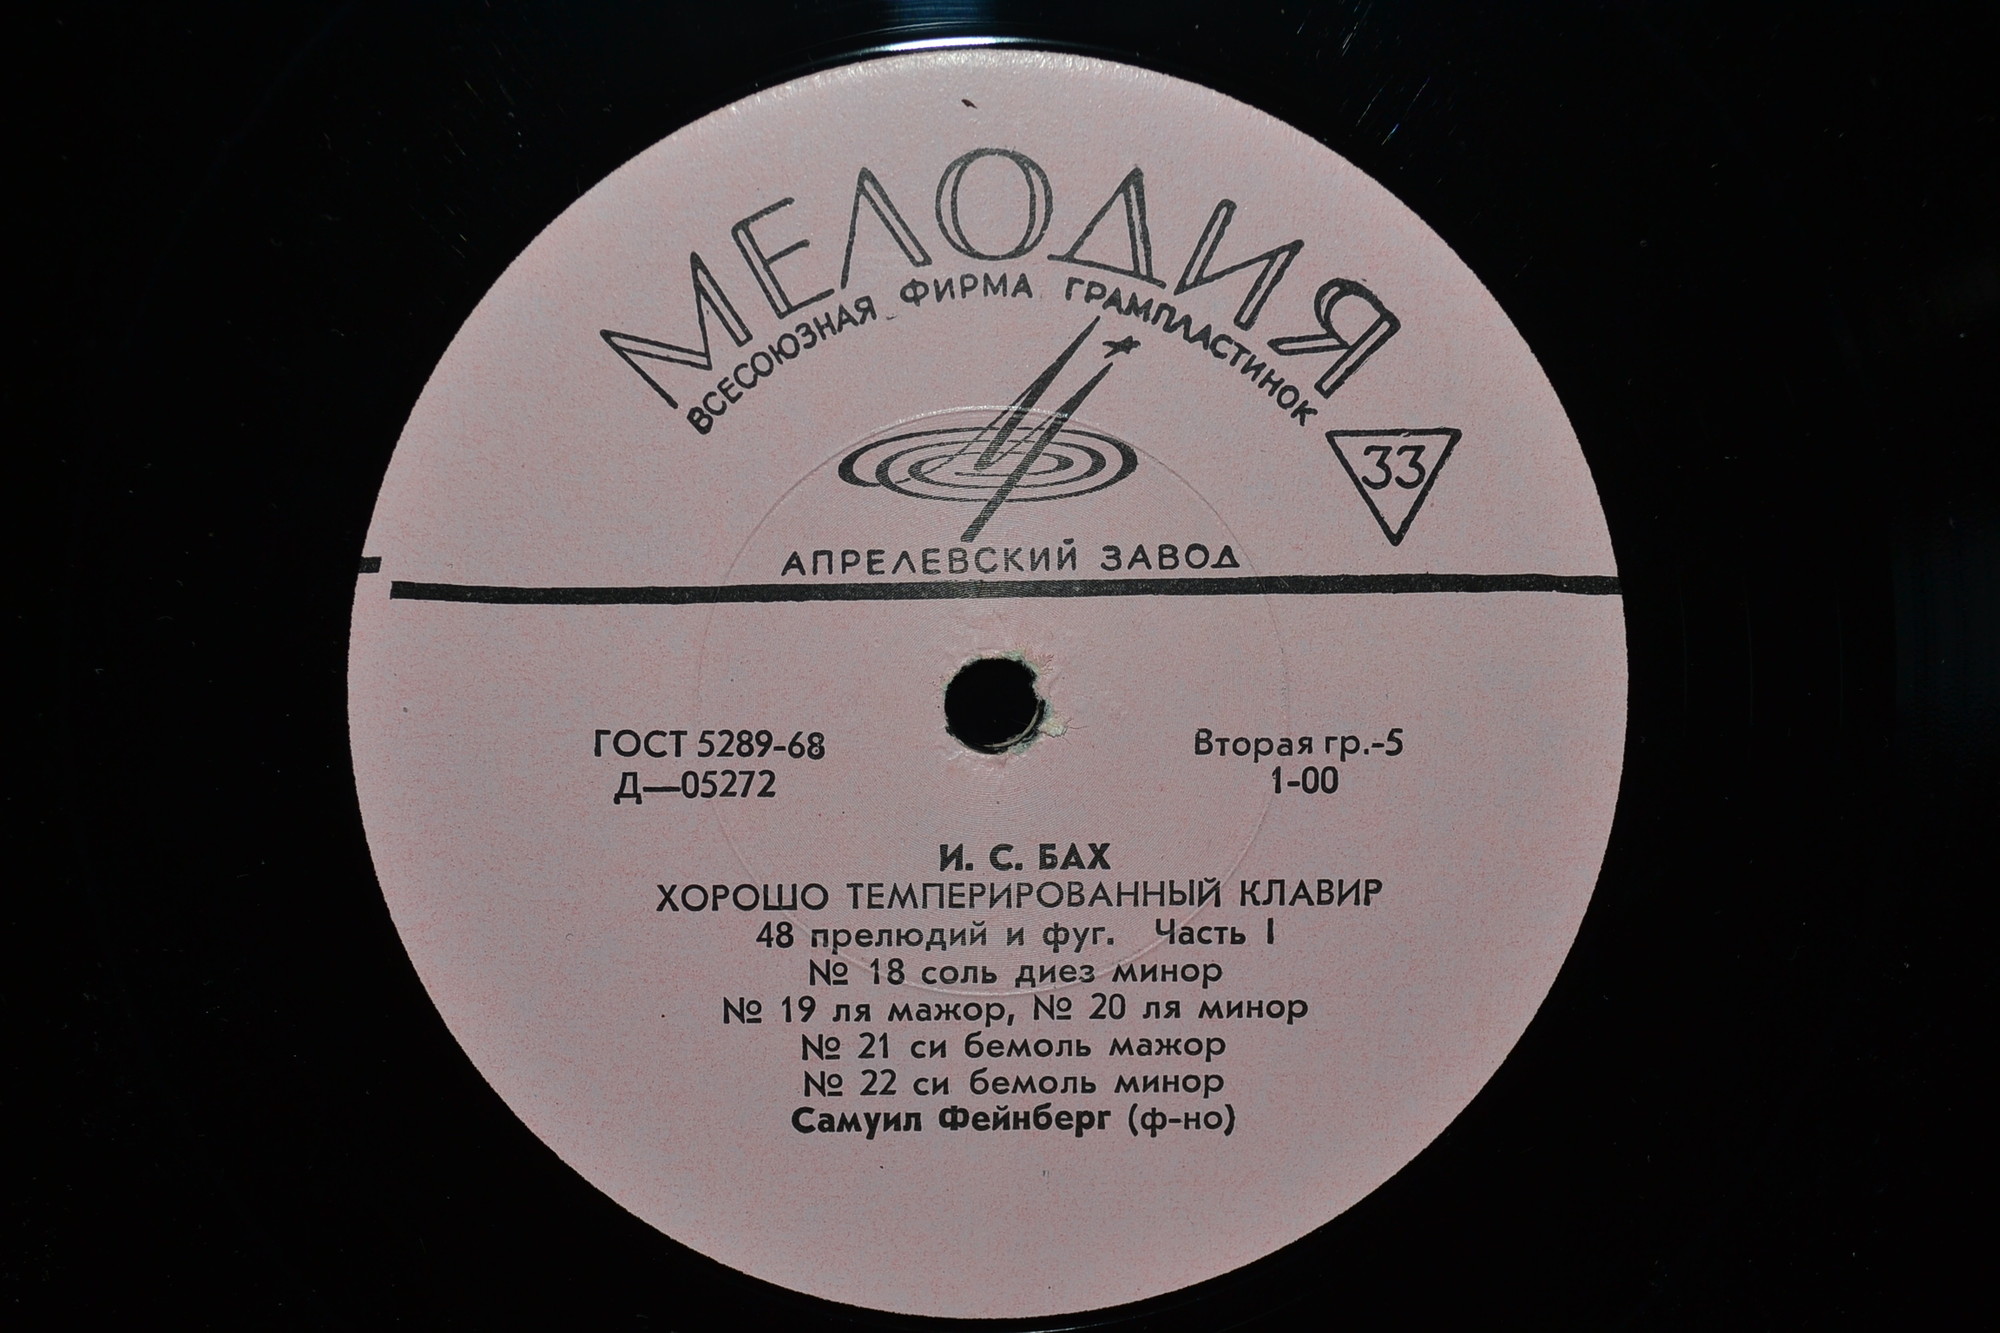 МЕЛОДИЯ
ВСЕСОЮЗНАЯ ФИРМА ГРАМПЛАСТИНОК
33
АПРЕЛЕВСКИЙ ЗАВОД
ГОСТ 5289-68
Д—05272
Вторая гр.-5
1-00
И. С. БАХ
ХОРОШО ТЕМПЕРИРОВАННЫЙ КЛАВИР
48 прелюдий и фуг. Часть I
№ 18 соль диез минор
№ 19 ля мажор, № 20 ля минор
№ 21 си бемоль мажор
№ 22 си бемоль минор
Самуил Фейнберг (ф-но)